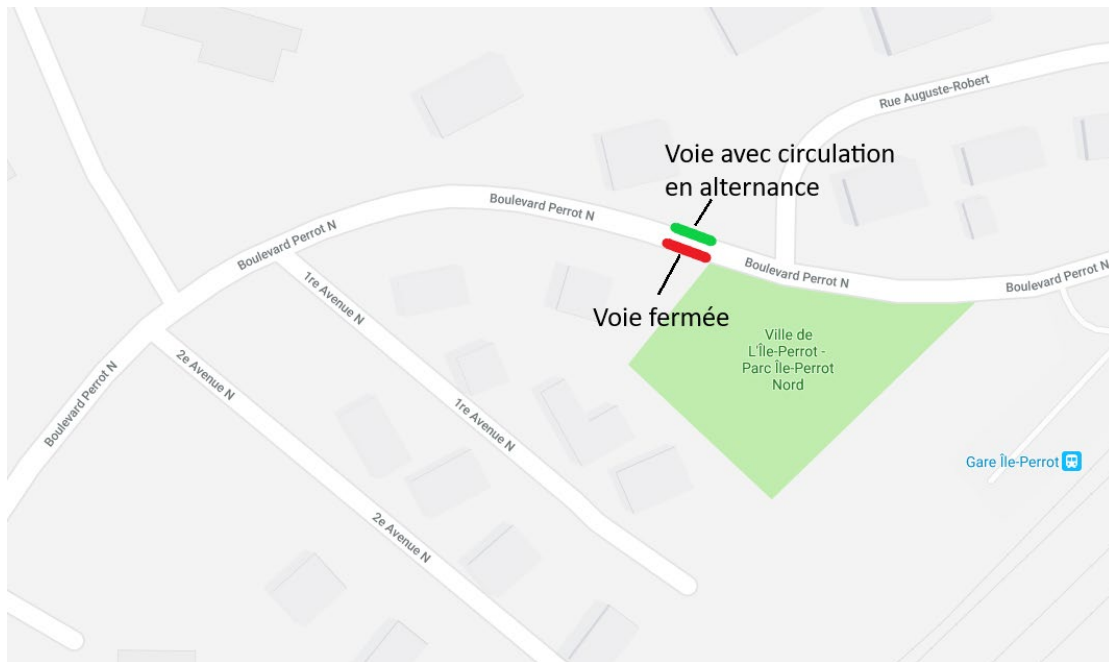 Rue Auguste-Robert
Voie avec circulation
en alternance
Boulevard Perrot N
Boulevard Perrot N
Boulevard Perrot N
Boulevard Perrot N
1re Avenue N
Voie fermée
Ville de
L'Île-Perrot -
Parc Île-Perrot
Nord
2e Avenue N
Boulevard Perrot N
1re Avenue N
Gare Île-Perrot
2e Avenue N